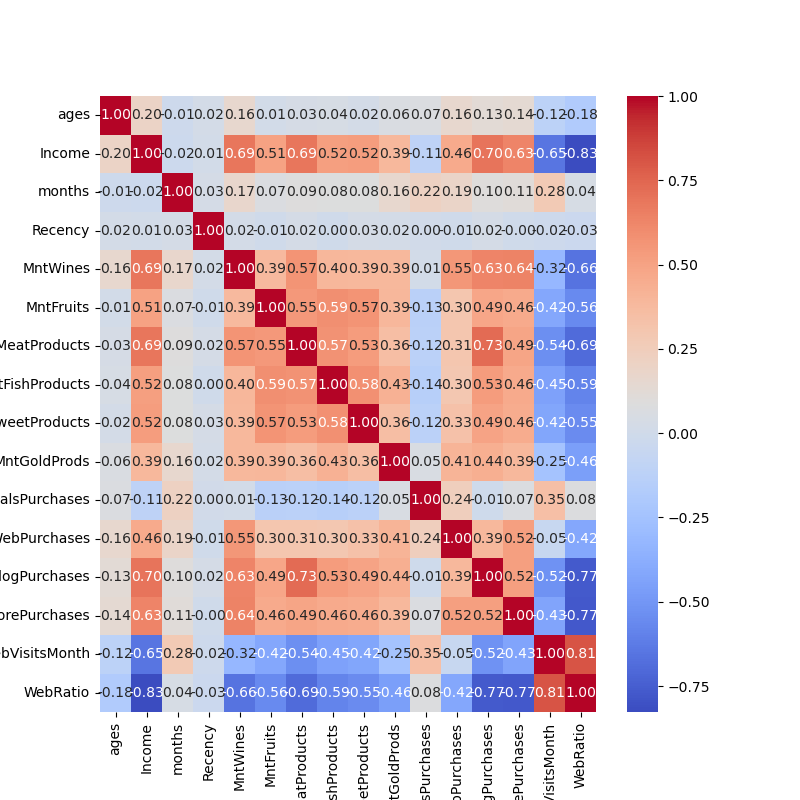 ages 1.00 0.20 -0.01 0.02 0.16 0.01 0.03 0.04 0.02 0.06 0.07 0.16 0.13 0.14 -0.12 -0.18
Income 0.20 1.00 -0.02 0.01 0.69 0.51 0.69 0.52 0.52 0.39 -0.11 0.46 0.70 0.63 -0.65 -0.83
months -0.01 -0.02 1.00 0.03 0.17 0.07 0.09 0.08 0.08 0.16 0.22 0.19 0.10 0.11 0.28 0.04
Recency 0.02 0.01 0.03 1.00 0.02 -0.01 0.02 0.00 0.03 0.02 0.00 -0.01 0.02 -0.00 -0.02 -0.03
MntWines 0.16 0.69 0.17 0.02 1.00 0.39 0.57 0.40 0.39 0.39 0.01 0.55 0.63 0.64 -0.32 -0.66
MntFruits 0.01 0.51 0.07 -0.01 0.39 1.00 0.55 0.59 0.57 0.39 -0.13 0.30 0.49 0.46 -0.42 -0.56
MeatProducts 0.03 0.69 0.09 0.02 0.57 0.55 1.00 0.57 0.53 0.36 -0.12 0.31 0.73 0.49 -0.54 -0.69
tFishProducts 0.04 0.52 0.08 0.00 0.40 0.59 0.57 1.00 0.58 0.43 -0.14 0.30 0.53 0.46 -0.45 -0.59
weetProducts 0.02 0.52 0.08 0.03 0.39 0.57 0.53 0.58 1.00 0.36 -0.12 0.33 0.49 0.46 -0.42 -0.55
MntGoldProds 0.06 0.39 0.16 0.02 0.39 0.39 0.36 0.43 0.36 1.00 0.05 0.41 0.44 0.39 -0.25 -0.46
alsPurchases 0.07 -0.11 0.22 0.00 0.01 -0.13 -0.12 -0.14 -0.12 0.05 1.00 0.24 -0.01 0.07 0.35 0.08
WebPurchases 0.16 0.46 0.19 -0.01 0.55 0.30 0.31 0.30 0.33 0.41 0.24 1.00 0.39 0.52 -0.05 -0.42
logPurchases 0.13 0.70 0.10 0.02 0.63 0.49 0.73 0.53 0.49 0.44 -0.01 0.39 1.00 0.52 -0.52 -0.77
orePurchases 0.14 0.63 0.11 -0.00 0.64 0.46 0.49 0.46 0.46 0.39 0.07 0.52 0.52 1.00 -0.43 -0.77
bVisitsMonth -0.12 -0.65 0.28 -0.02 -0.32 -0.42 -0.54 -0.45 -0.42 -0.25 0.35 -0.05 -0.52 -0.43 1.00 0.81
WebRatio -0.18 -0.83 0.04 -0.03 -0.66 -0.56 -0.69 -0.59 -0.55 -0.46 0.08 -0.42 -0.77 -0.77 0.81 1.00
ages
Income
months
Recency
MntWines
MntFruits
atProducts
shProducts
etProducts
tGoldProds
sPurchases
bPurchases
gPurchases
ePurchases
VisitsMonth
WebRatio
1.00
0.75
0.50
0.25
0.00
−0.25
−0.50
−0.75